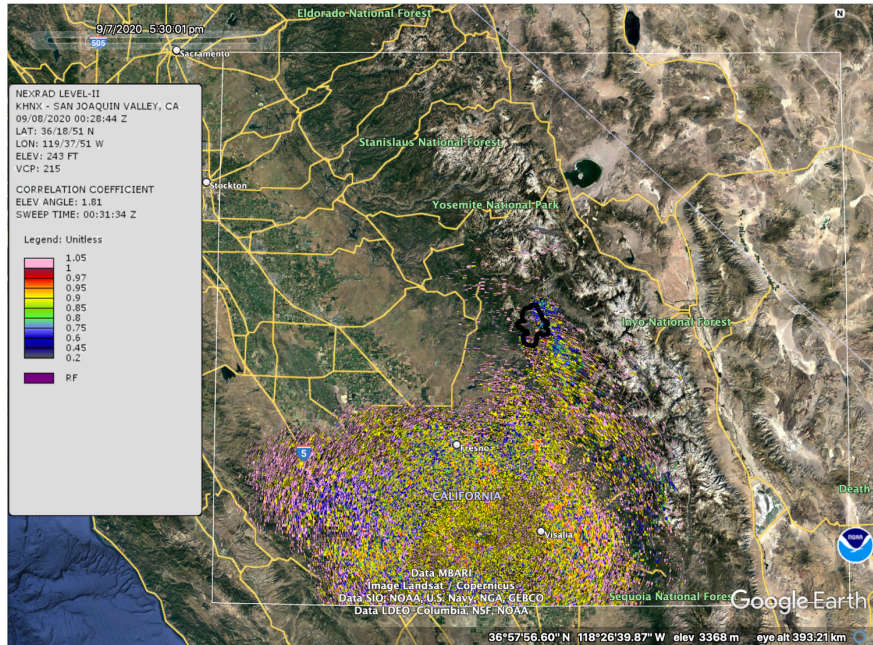 Eldorado National Forest
N
9/7/2020 5:30:01 pm
505
Sacramento
NEXRAD LEVEL-II
KHNX - SAN JOAQUIN VALLEY, CA
09/08/2020 00:28:44 Z
LAT: 36/18/51 N
LON: 119/37/51 W
ELEV: 243 FT
VCP: 215
CORRELATION COEFFICIENT
ELEV ANGLE: 1.81
SWEEP TIME: 00:31:34 Z
Legend: Unitless
1.05
1
0.97
0.95
0.9
0.85
0.8
0.75
0.6
0.45
0.2
RF
Stanislaus National Forest
Stockton
Yosemite National Park
Inyo National Forest
5
Fresno
CALIFORNIA
Death
Visalia
NOAA
Data MBARI
Image Landsat / Copernicus
Data SIO, NOAA, U.S. Navy, NGA, GEBCO
Data LDEO-Columbia, NSF, NOAA
Sequoia National Forest
Google Earth
36°57'56.60" N 118°26'39.87" W elev 3368 m eye alt 393.21 km